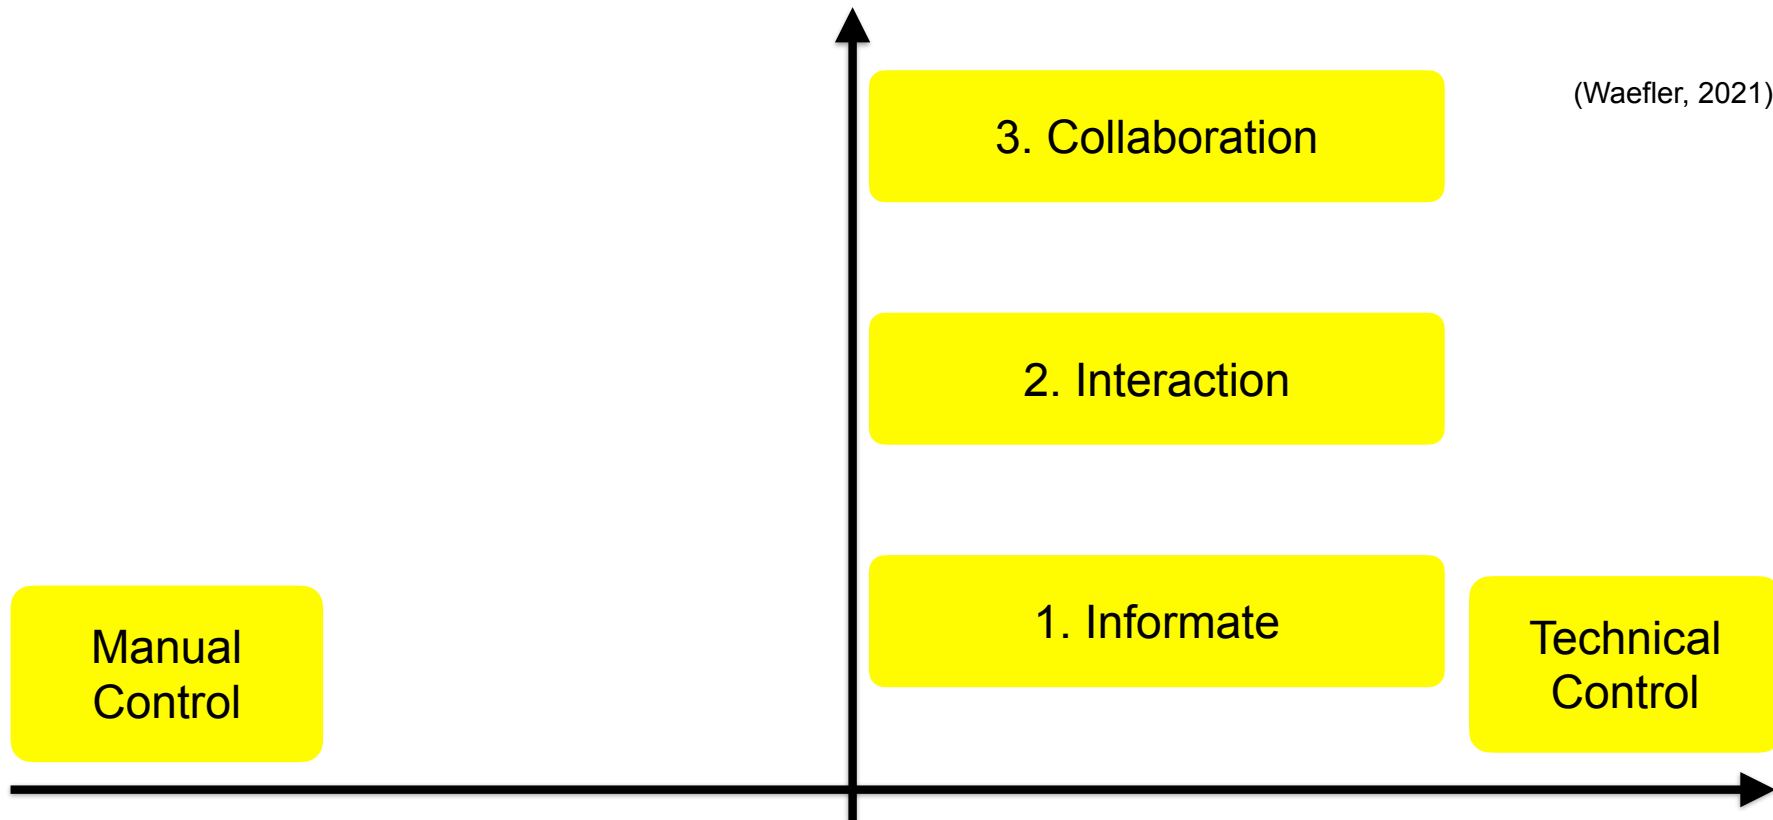 (Waefler, 2021)
3. Collaboration
2. Interaction
1. Informate
Manual
Control
Technical
Control